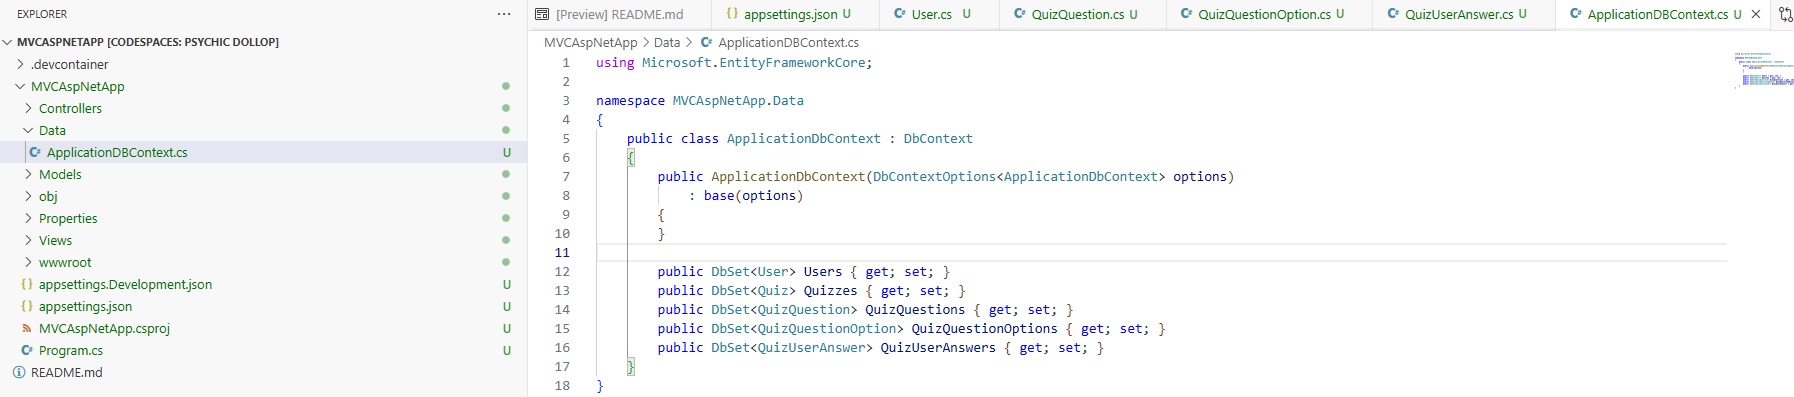 EXPLORER ...
MVCASPNETAPP [CODESPACES: PSYCHIC DOLLOP]
.devcontainer
MVCAspNetApp
Controllers
Data
ApplicationDBContext.cs U
Models
obj
Properties
Views
wwwroot
appsettings.Development.json U
appsettings.json U
MVCAspNetApp.csproj U
Program.cs U
README.md
[Preview] README.md appsettings.json U User.cs U QuizQuestion.cs U QuizQuestionOption.cs U QuizUserAnswer.cs U ApplicationDBContext.cs U
MVCAspNetApp > Data > ApplicationDBContext.cs
1 using Microsoft.EntityFrameworkCore;
2
3 namespace MVCAspNetApp.Data
4 {
5 public class ApplicationDbContext : DbContext
6 {
7 public ApplicationDbContext(DbContextOptions<ApplicationDbContext> options)
8 : base(options)
9 {
10 }
11
12 public DbSet<User> Users { get; set; }
13 public DbSet<Quiz> Quizzes { get; set; }
14 public DbSet<QuizQuestion> QuizQuestions { get; set; }
15 public DbSet<QuizQuestionOption> QuizQuestionOptions { get; set; }
16 public DbSet<QuizUserAnswer> QuizUserAnswers { get; set; }
17 }
18 }